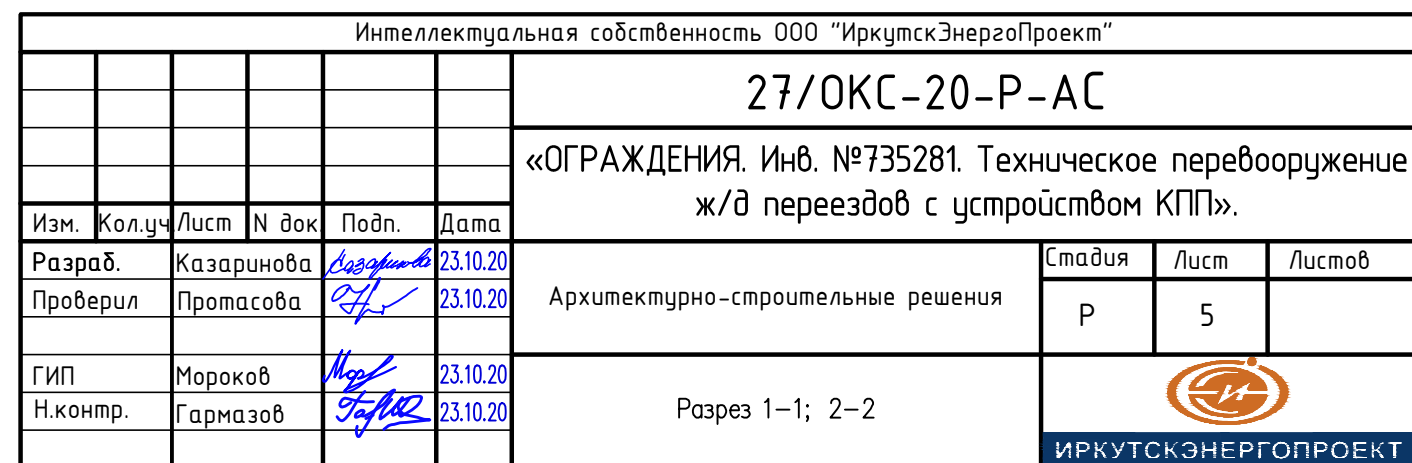 Интеллектуальная собственность ООО "ИркутскЭнергоПроект"
27/ОКС-20-Р-АС
«ОГРАЖДЕНИЯ. Инв. №735281. Техническое перевооружение
ж/д переездов с устройством КПП».
Изм. Кол.уч Лист N док. Подп. Дата
Разраб. Казаринова Казаринова 23.10.20
Проверил Протасова 23.10.20
ГИП Мороков 23.10.20
Н.контр. Гармазов 23.10.20
Архитектурно-строительные решения
Стадия Лист Листов
Р 5
Разрез 1-1; 2-2
ИРКУТСКЭНЕРГОПРОЕКТ